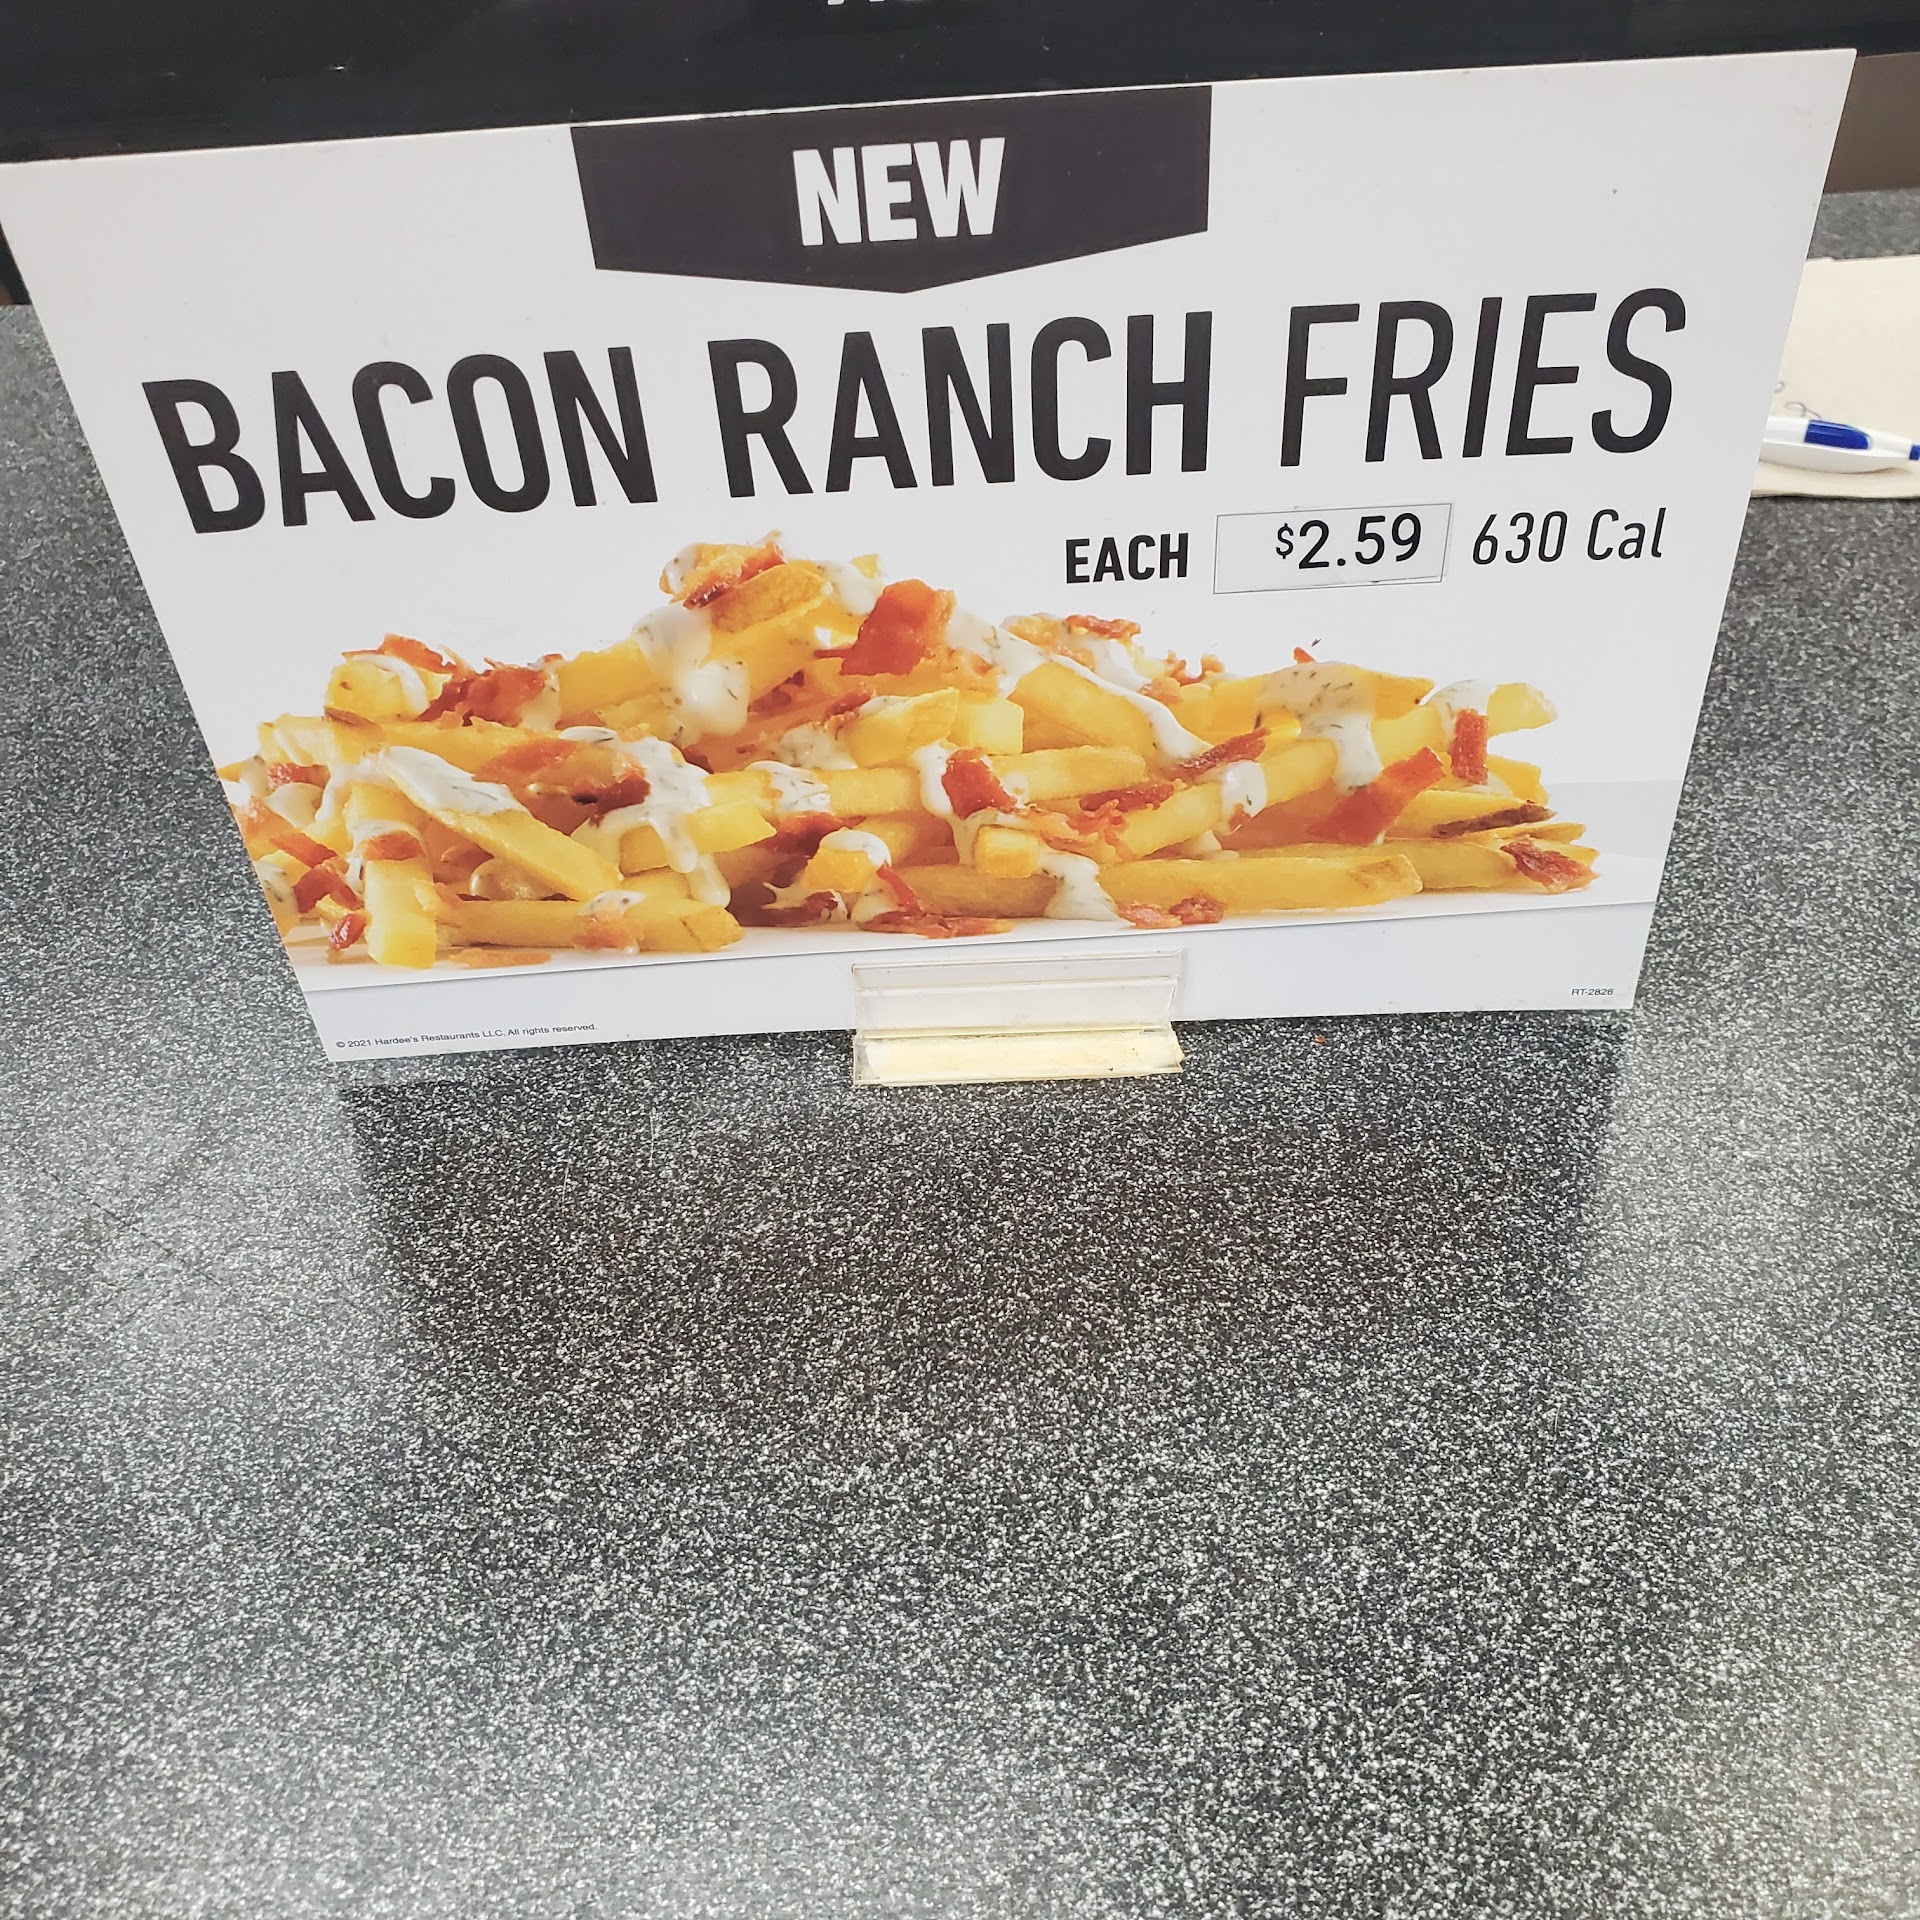 NEW
BACON RANCH FRIES
EACH $2.59 630 Cal
© 2021 Hardee's Restaurants LLC, All rights reserved.
RT-2826